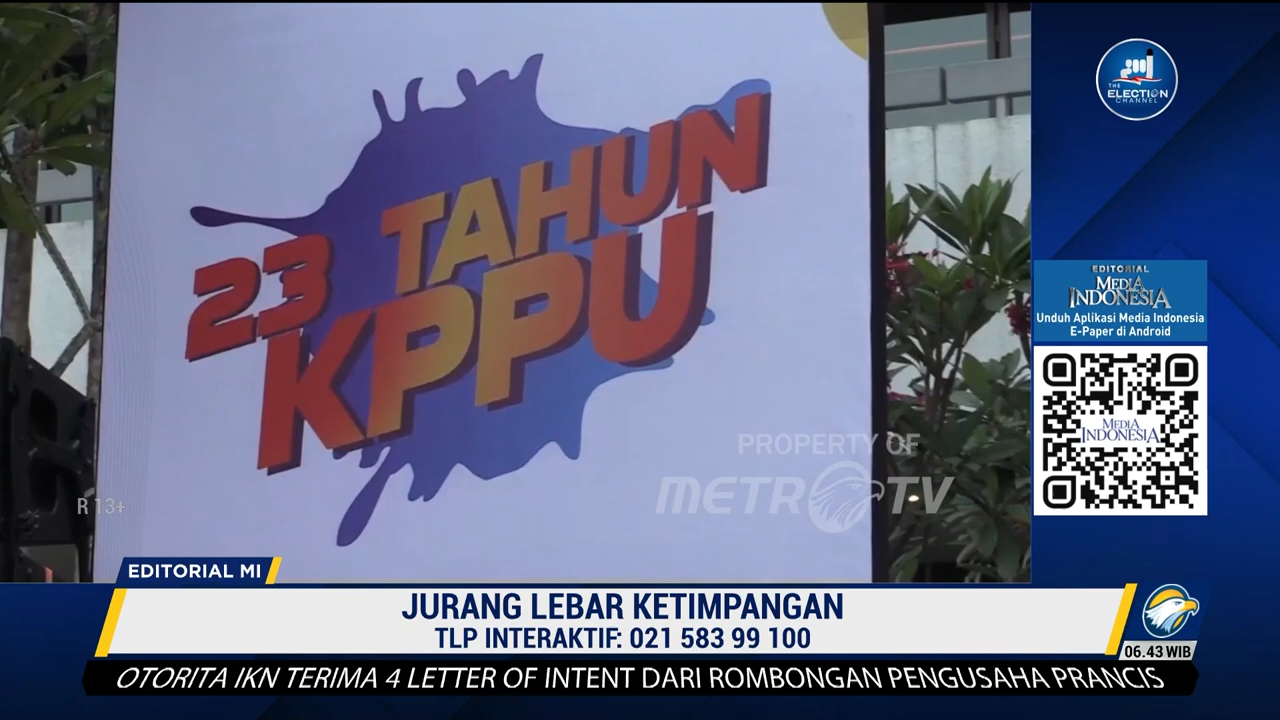 23 TAHUN
KPPU
THE
ELECTION
CHANNEL
EDITORIAL
MEDIA
INDONESIA
Unduh Aplikasi Media Indonesia
E-Paper di Android
MEDIA
INDONESIA
PROPERTY OF
METRO TV
R 13+
EDITORIAL MI
JURANG LEBAR KETIMPANGAN
TLP INTERAKTIF: 021 583 99 100
06.43 WIB
OTORITA IKN TERIMA 4 LETTER OF INTENT DARI ROMBONGAN PENGUSAHA PRANCIS